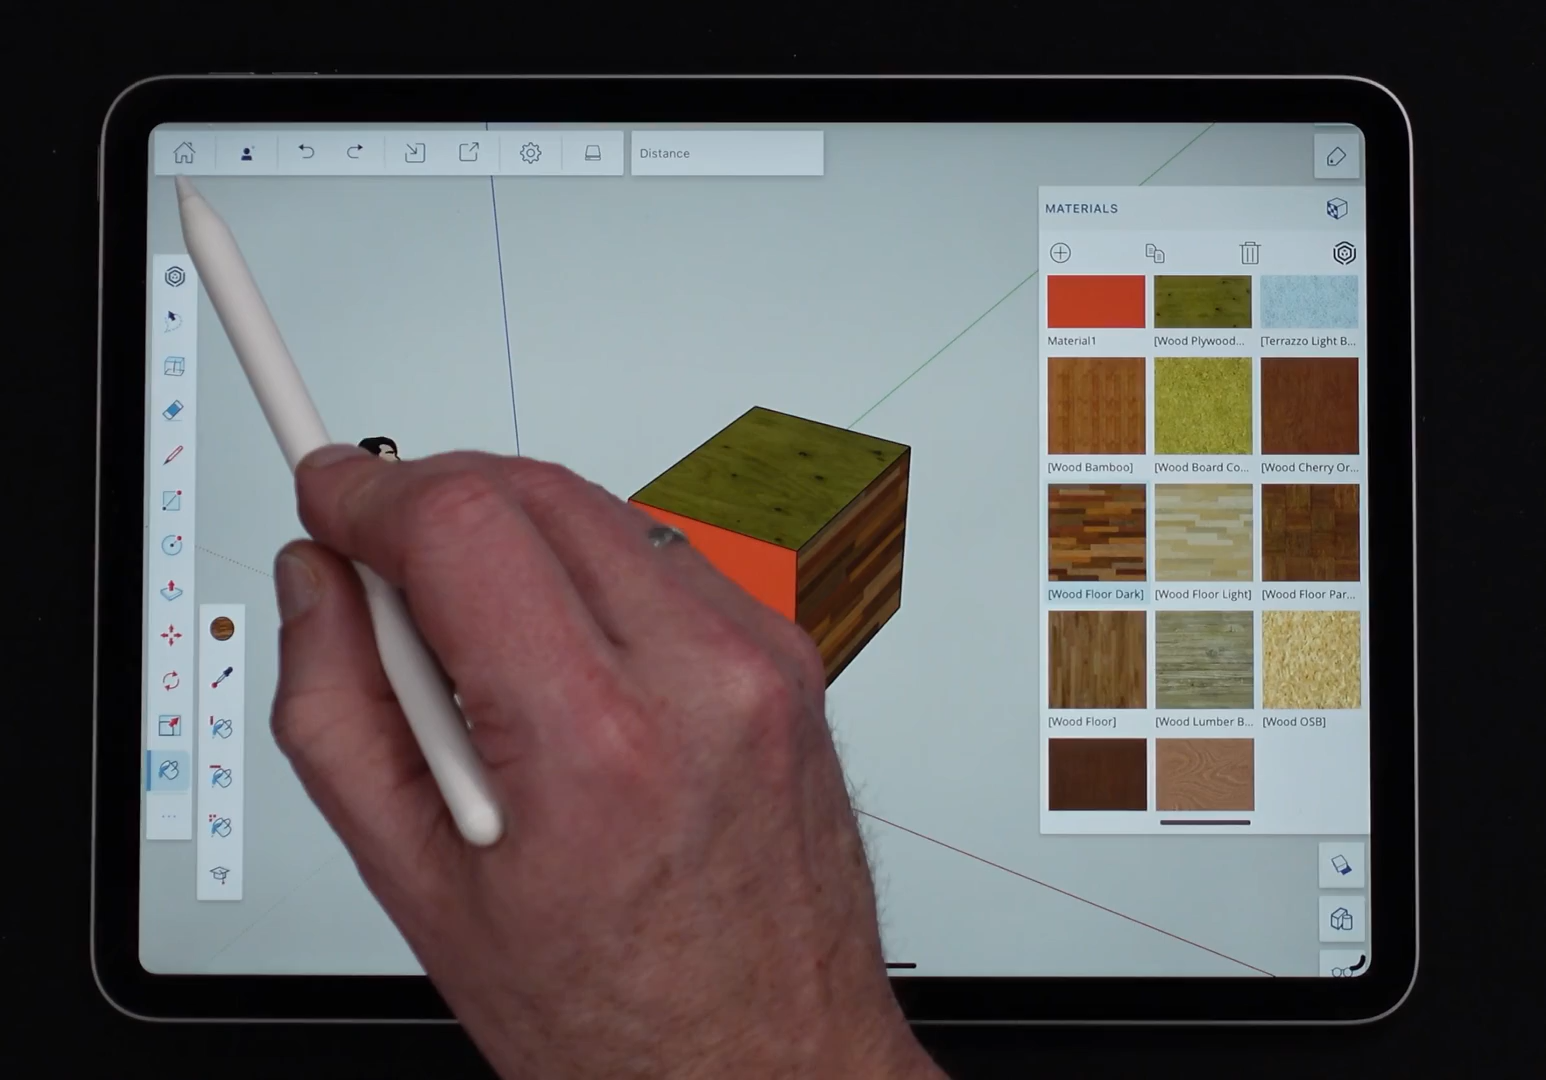 Distance
MATERIALS
Material1
[Wood Plywood...
[Terrazzo Light B...
[Wood Bamboo]
[Wood Board Co...
[Wood Cherry Or...
[Wood Floor Dark]
[Wood Floor Light]
[Wood Floor Par...
[Wood Floor]
[Wood Lumber B...
[Wood OSB]